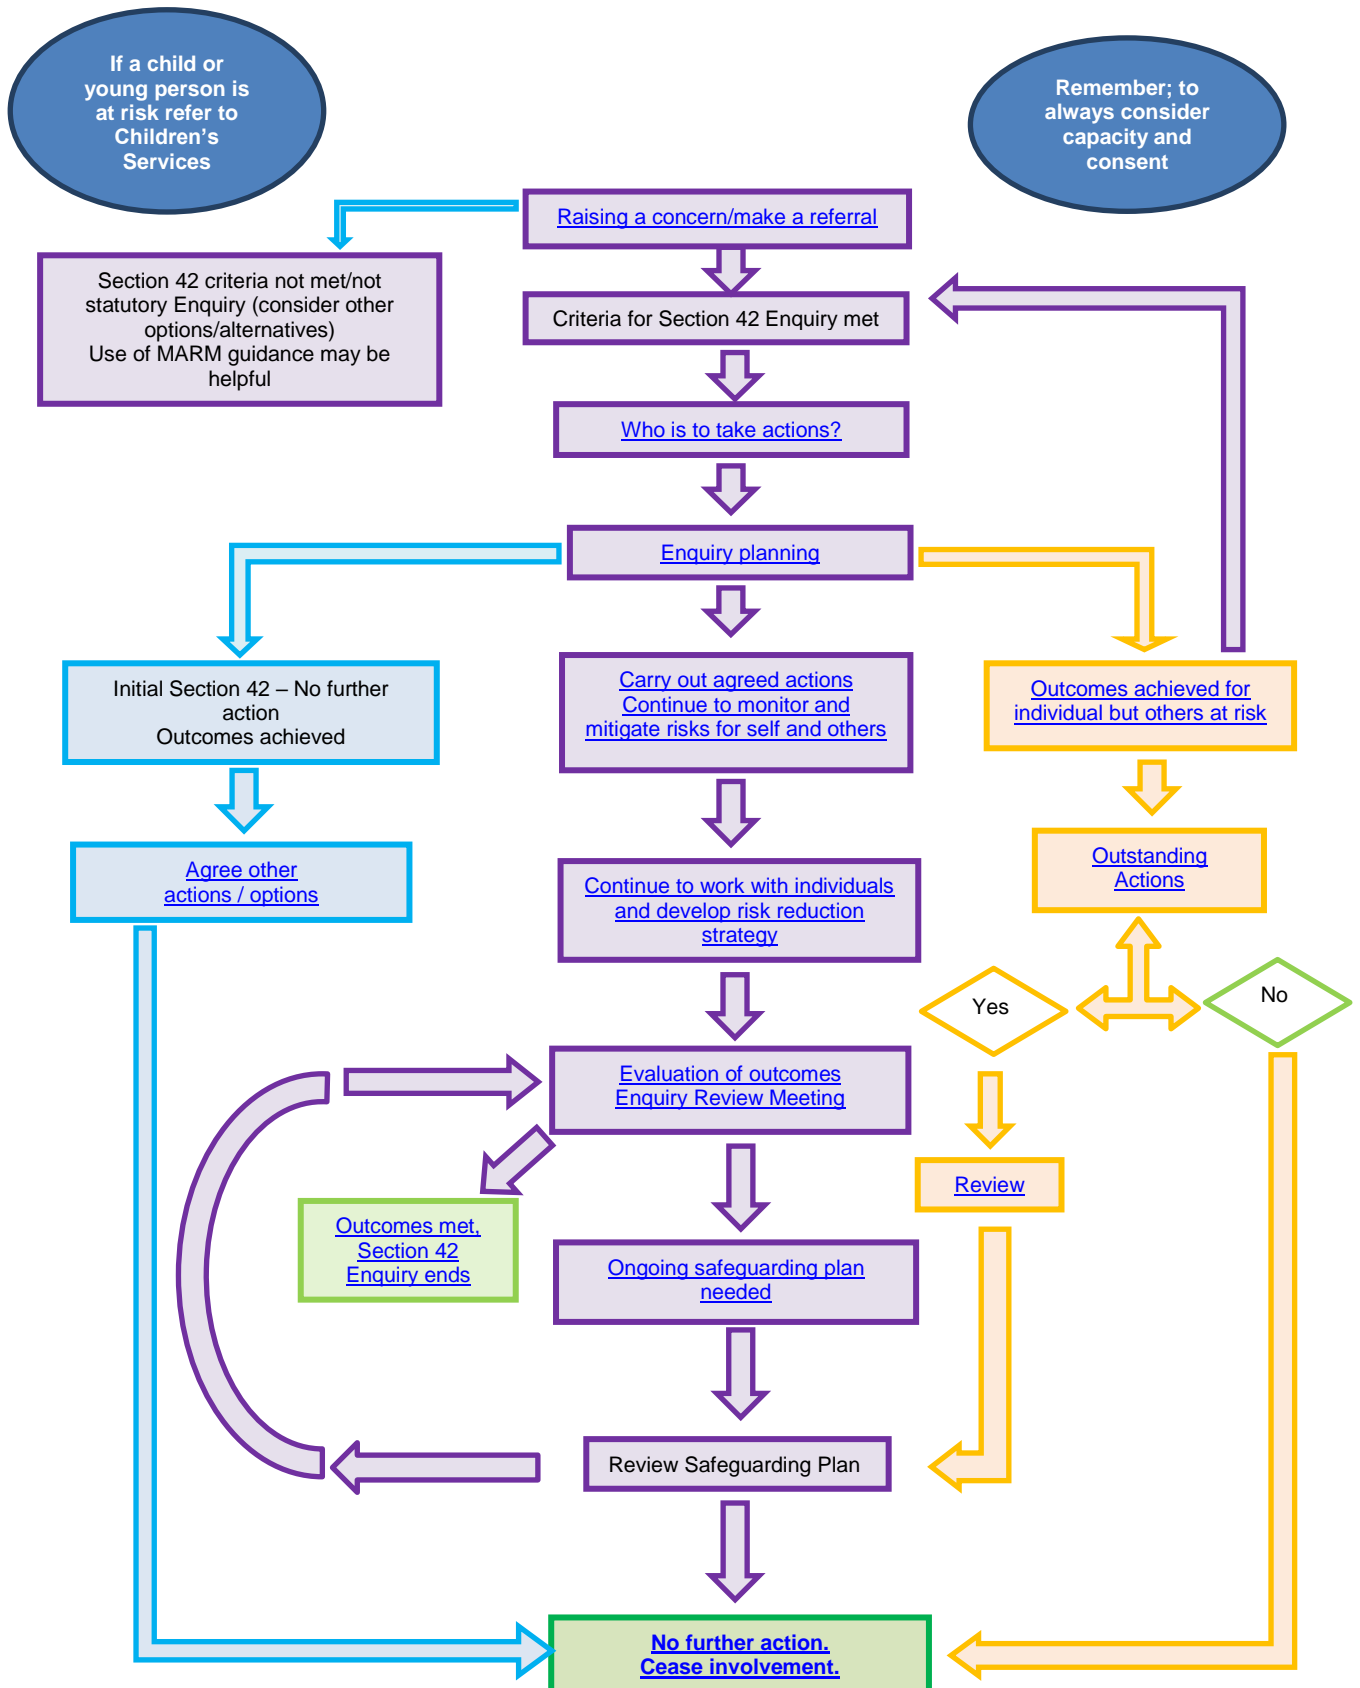 If a child or
young person is
at risk refer to
Children's
Services
Remember; to
always consider
capacity and
consent
Raising a concern/make a referral
Section 42 criteria not met/not
statutory Enquiry (consider other
options/alternatives)
Use of MARM guidance may be
helpful
Criteria for Section 42 Enquiry met
Who is to take actions?
Enquiry planning
Initial Section 42 – No further
action
Outcomes achieved
Carry out agreed actions
Continue to monitor and
mitigate risks for self and others
Outcomes achieved for
individual but others at risk
Agree other
actions / options
Continue to work with individuals
and develop risk reduction
strategy
Outstanding
Actions
Yes
No
Evaluation of outcomes
Enquiry Review Meeting
Review
Outcomes met,
Section 42
Enquiry ends
Ongoing safeguarding plan
needed
Review Safeguarding Plan
No further action.
Cease involvement.